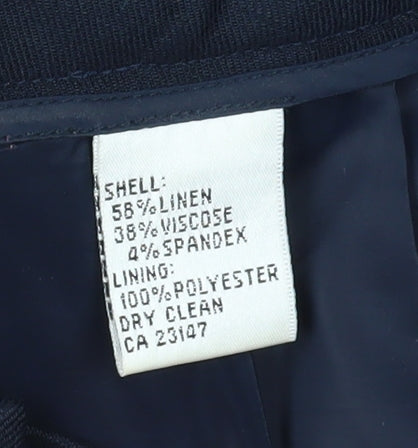 SHELL:
58%LINEN
38%VISCOSE
4%SPANDEX
LINING:
100%POLYESTER
DRY CLEAN
CA 23147